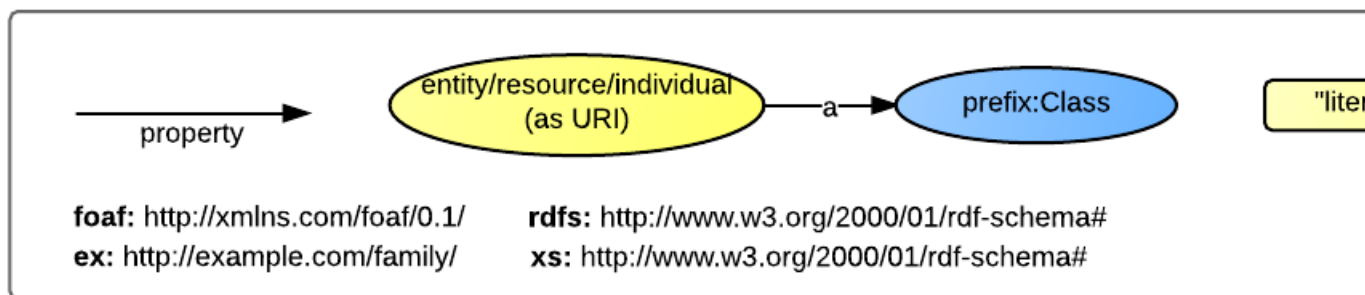 property
entity/resource/individual
(as URI)
a
prefix:Class
foaf: http://xmlns.com/foaf/0.1/
rdfs: http://www.w3.org/2000/01/rdf-schema#
ex: http://example.com/family/
xs: http://www.w3.org/2000/01/rdf-schema#